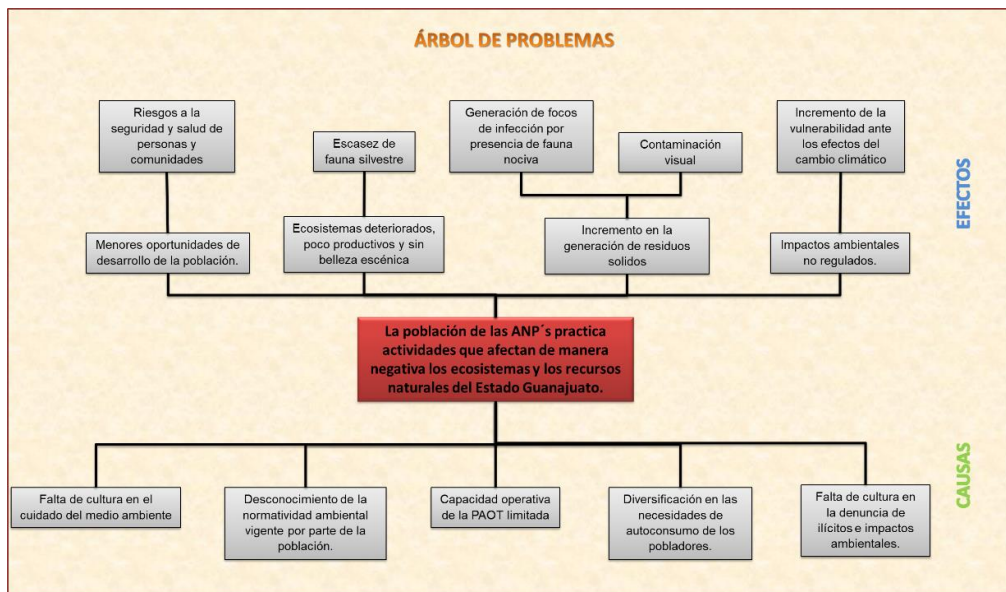 ÁRBOL DE PROBLEMAS
Riesgos a la
seguridad y salud de
personas y
comunidades
Escasez de
fauna silvestre
Generación de focos
de infección por
presencia de fauna
nociva
Contaminación
visual
Incremento de la
vulnerabilidad ante
los efectos del
cambio climático
EFECTOS
Menores oportunidades de
desarrollo de la población.
Ecosistemas deteriorados,
poco productivos y sin
belleza escénica
Incremento en la
generación de residuos
solidos
Impactos ambientales
no regulados.
La población de las ANP´s practica
actividades que afectan de manera
negativa los ecosistemas y los recursos
naturales del Estado Guanajuato.
CAUSAS
Falta de cultura en el
cuidado del medio ambiente
Desconocimiento de la
normatividad ambiental
vigente por parte de la
población.
Capacidad operativa
de la PAOT limitada
Diversificación en las
necesidades de
autoconsumo de los
pobladores.
Falta de cultura en
la denuncia de
ilícitos e impactos
ambientales.